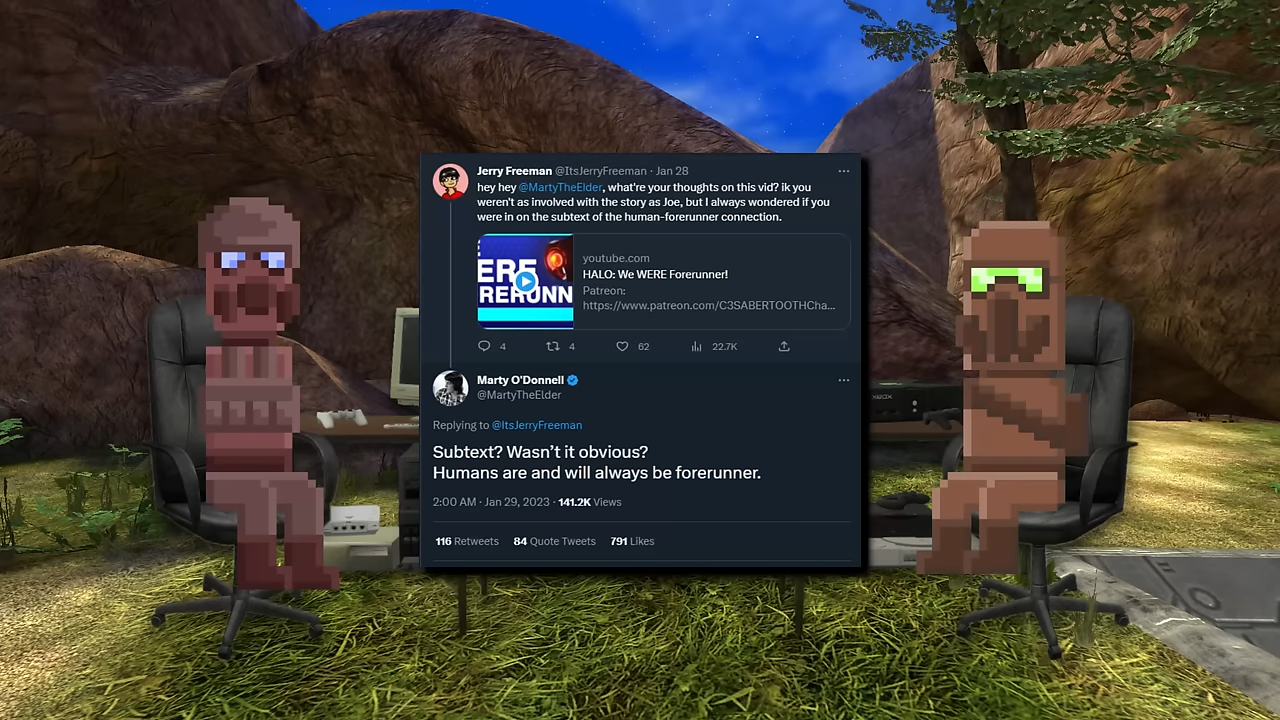 Jerry Freeman @ItsJerryFreeman · Jan 28
hey hey @MartyTheElder, what're your thoughts on this vid? ik you
weren't as involved with the story as Joe, but I always wondered if you
were in on the subtext of the human-forerunner connection.
ERE
RERUNN
youtube.com
HALO: We WERE Forerunner!
Patreon:
https://www.patreon.com/C3SABERTOOTHCha...
4 4 62 22.7K
Marty O'Donnell
@MartyTheElder
Replying to @ItsJerryFreeman
Subtext? Wasn't it obvious?
Humans are and will always be forerunner.
2:00 AM · Jan 29, 2023 · 141.2K Views
116 Retweets 84 Quote Tweets 791 Likes
XBOX